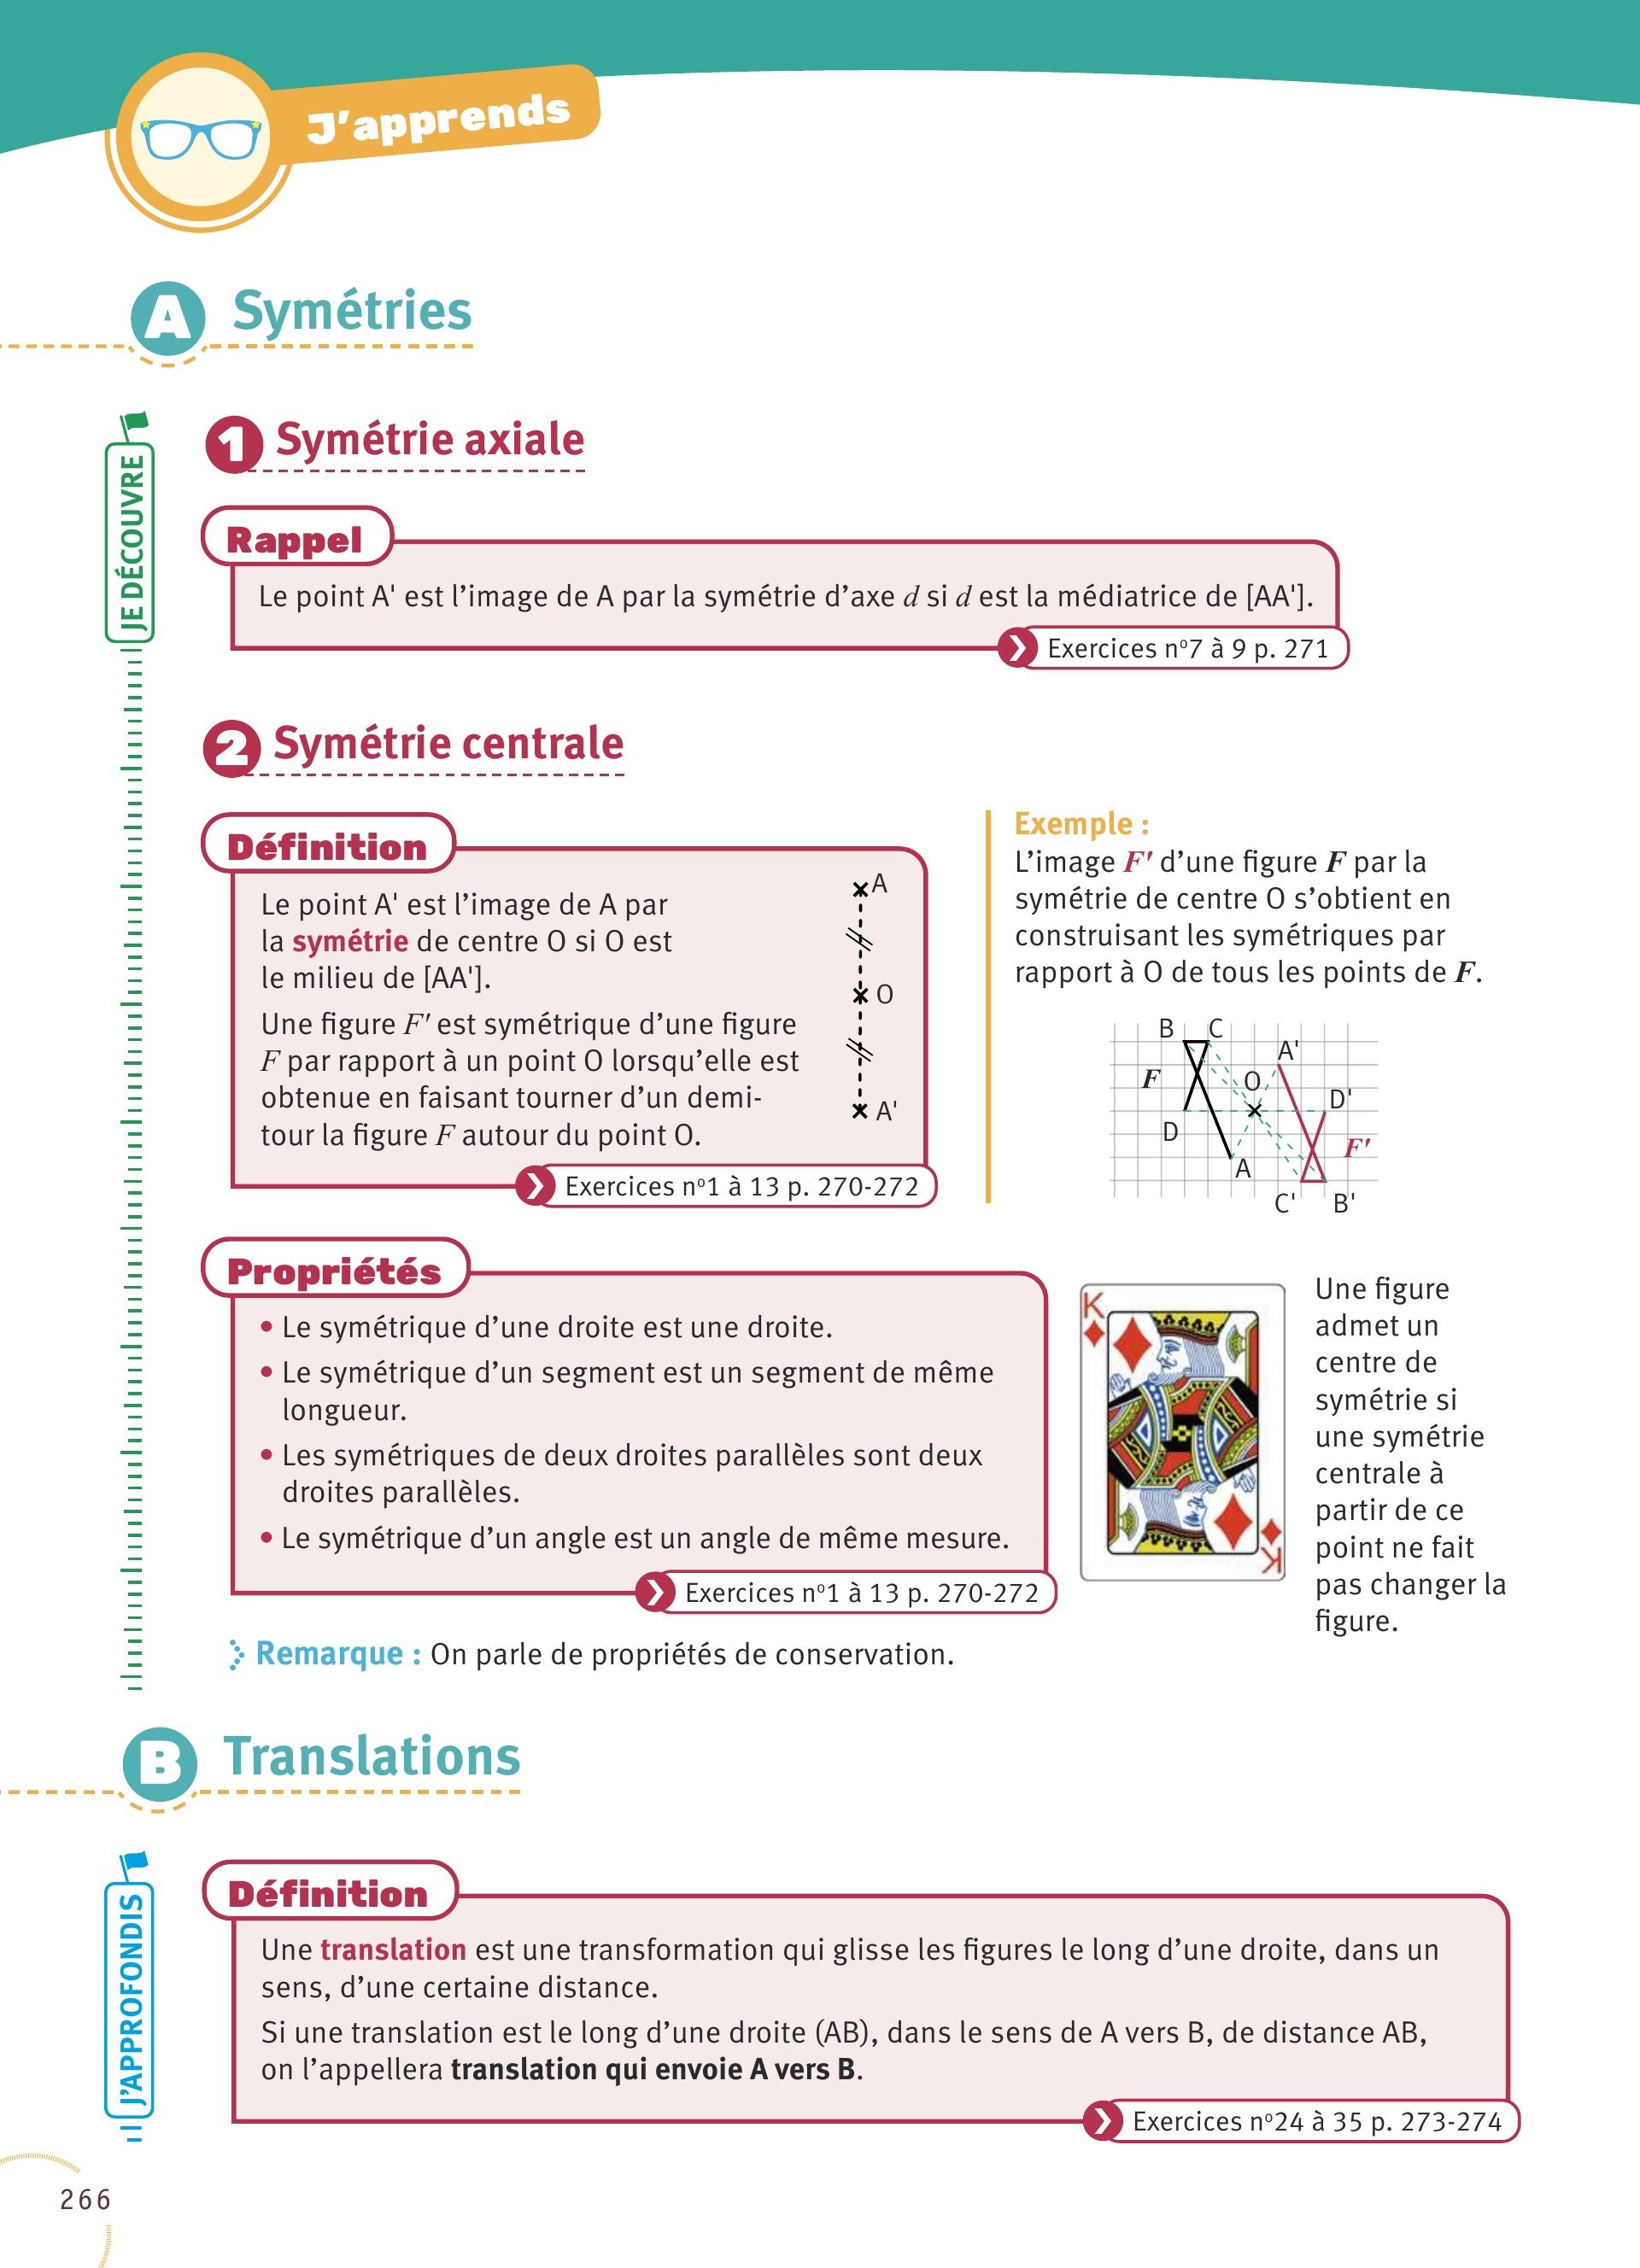 J'apprends
A Symétries
JE DÉCOUVRE
1 Symétrie axiale
Rappel
Le point A' est l'image de A par la symétrie d'axe d si d est la médiatrice de [AA'].
Exercices nº7 à 9 p. 271
2 Symétrie centrale
Définition
Le point A' est l'image de A par
la symétrie de centre O si O est
le milieu de [AA'].
Une figure F' est symétrique d'une figure
F par rapport à un point O lorsqu'elle est
obtenue en faisant tourner d'un demi-
tour la figure F autour du point O.
A
O
A'
Exercices nº1 à 13 p. 270-272
Exemple :
L'image F' d'une figure F par la
symétrie de centre O s'obtient en
construisant les symétriques par
rapport à O de tous les points de F.
B C
A'
F
O
D'
D
F'
A
C' B'
Propriétés
• Le symétrique d'une droite est une droite.
• Le symétrique d'un segment est un segment de même
longueur.
• Les symétriques de deux droites parallèles sont deux
droites parallèles.
• Le symétrique d'un angle est un angle de même mesure.
Exercices nº1 à 13 p. 270-272
K
K
Une figure
admet un
centre de
symétrie si
une symétrie
centrale à
partir de ce
point ne fait
pas changer la
figure.
Remarque : On parle de propriétés de conservation.
B Translations
J'APPROFONDIS
Définition
Une translation est une transformation qui glisse les figures le long d'une droite, dans un
sens, d'une certaine distance.
Si une translation est le long d'une droite (AB), dans le sens de A vers B, de distance AB,
on l'appellera translation qui envoie A vers B.
Exercices nº24 à 35 p. 273-274
266